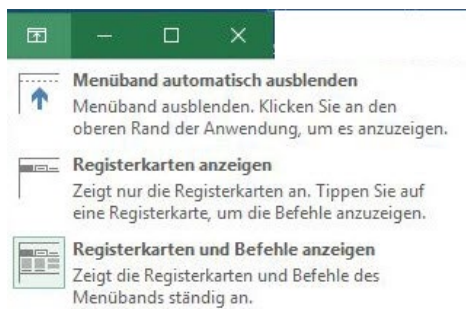 Menüband automatisch ausblenden
Menüband ausblenden. Klicken Sie an den
oberen Rand der Anwendung, um es anzuzeigen.
Registerkarten anzeigen
Zeigt nur die Registerkarten an. Tippen Sie auf
eine Registerkarte, um die Befehle anzuzeigen.
Registerkarten und Befehle anzeigen
Zeigt die Registerkarten und Befehle des
Menübands ständig an.